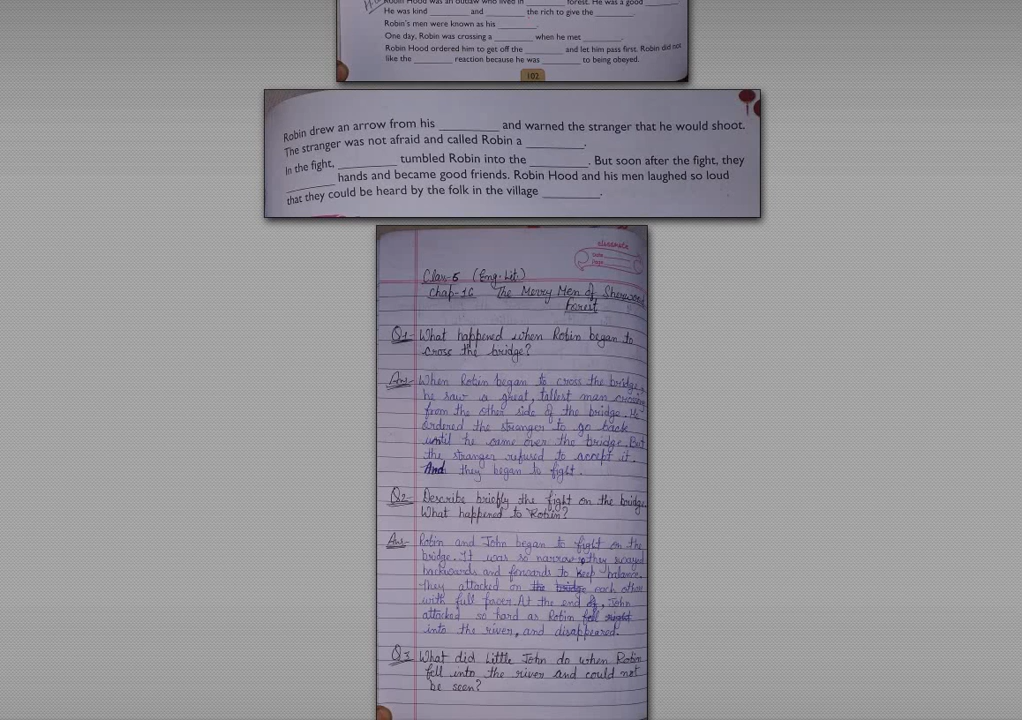 Robin Hood was an outlaw who lived in ________ forest. He was a good ________
He was kind ________ and ________ the rich to give the ________
Robin's men were known as his ________.
One day, Robin was crossing a ________ when he met ________.
Robin Hood ordered him to get off the ________ and let him pass first. Robin did not
like the ________ reaction because he was ________ to being obeyed.
102
Robin drew an arrow from his ________ and warned the stranger that he would shoot.
The stranger was not afraid and called Robin a ________.
In the fight, ________ tumbled Robin into the ________. But soon after the fight, they
________ hands and became good friends. Robin Hood and his men laughed so loud
that they could be heard by the folk in the village ________.
classmate
Date
Page
Class-5 (Eng. Lit.)
Chap-16 The Merry Men of Sherwood
Forest
Q1- What happened when Robin began to
cross the bridge?
Ans- When Robin began to cross the bridge,
he saw a great, tallest man crossing
from the other side of the bridge. He
ordered the stranger to go back
until he came over the bridge. But
the stranger refused to accept it.
And they began to fight.
Q2- Describe briefly the fight on the bridge.
What happened to Robin?
Ans- Robin and John began to fight on the
bridge. It was so narrow so they swayed
backwards and forwards to keep balance.
They attacked on the bridge each other
with full force. At the end of, John
attacked so hard as Robin fell right
into the river, and disappeared.
Q3 What did Little John do when Robin
fell into the river and could not
be seen?